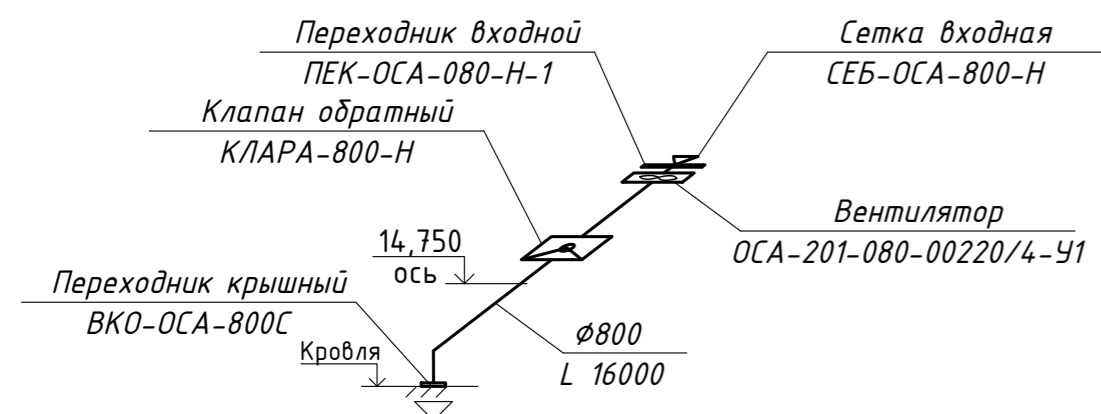 Переходник входной
ПЕК-ОСА-080-Н-1
Сетка входная
СЕБ-ОСА-800-Н
Клапан обратный
КЛАРА-800-Н
Вентилятор
ОСА-201-080-00220/4-У1
14,750
ось
Переходник крышный
ВКО-ОСА-800С
Кровля
Ф800
L 16000